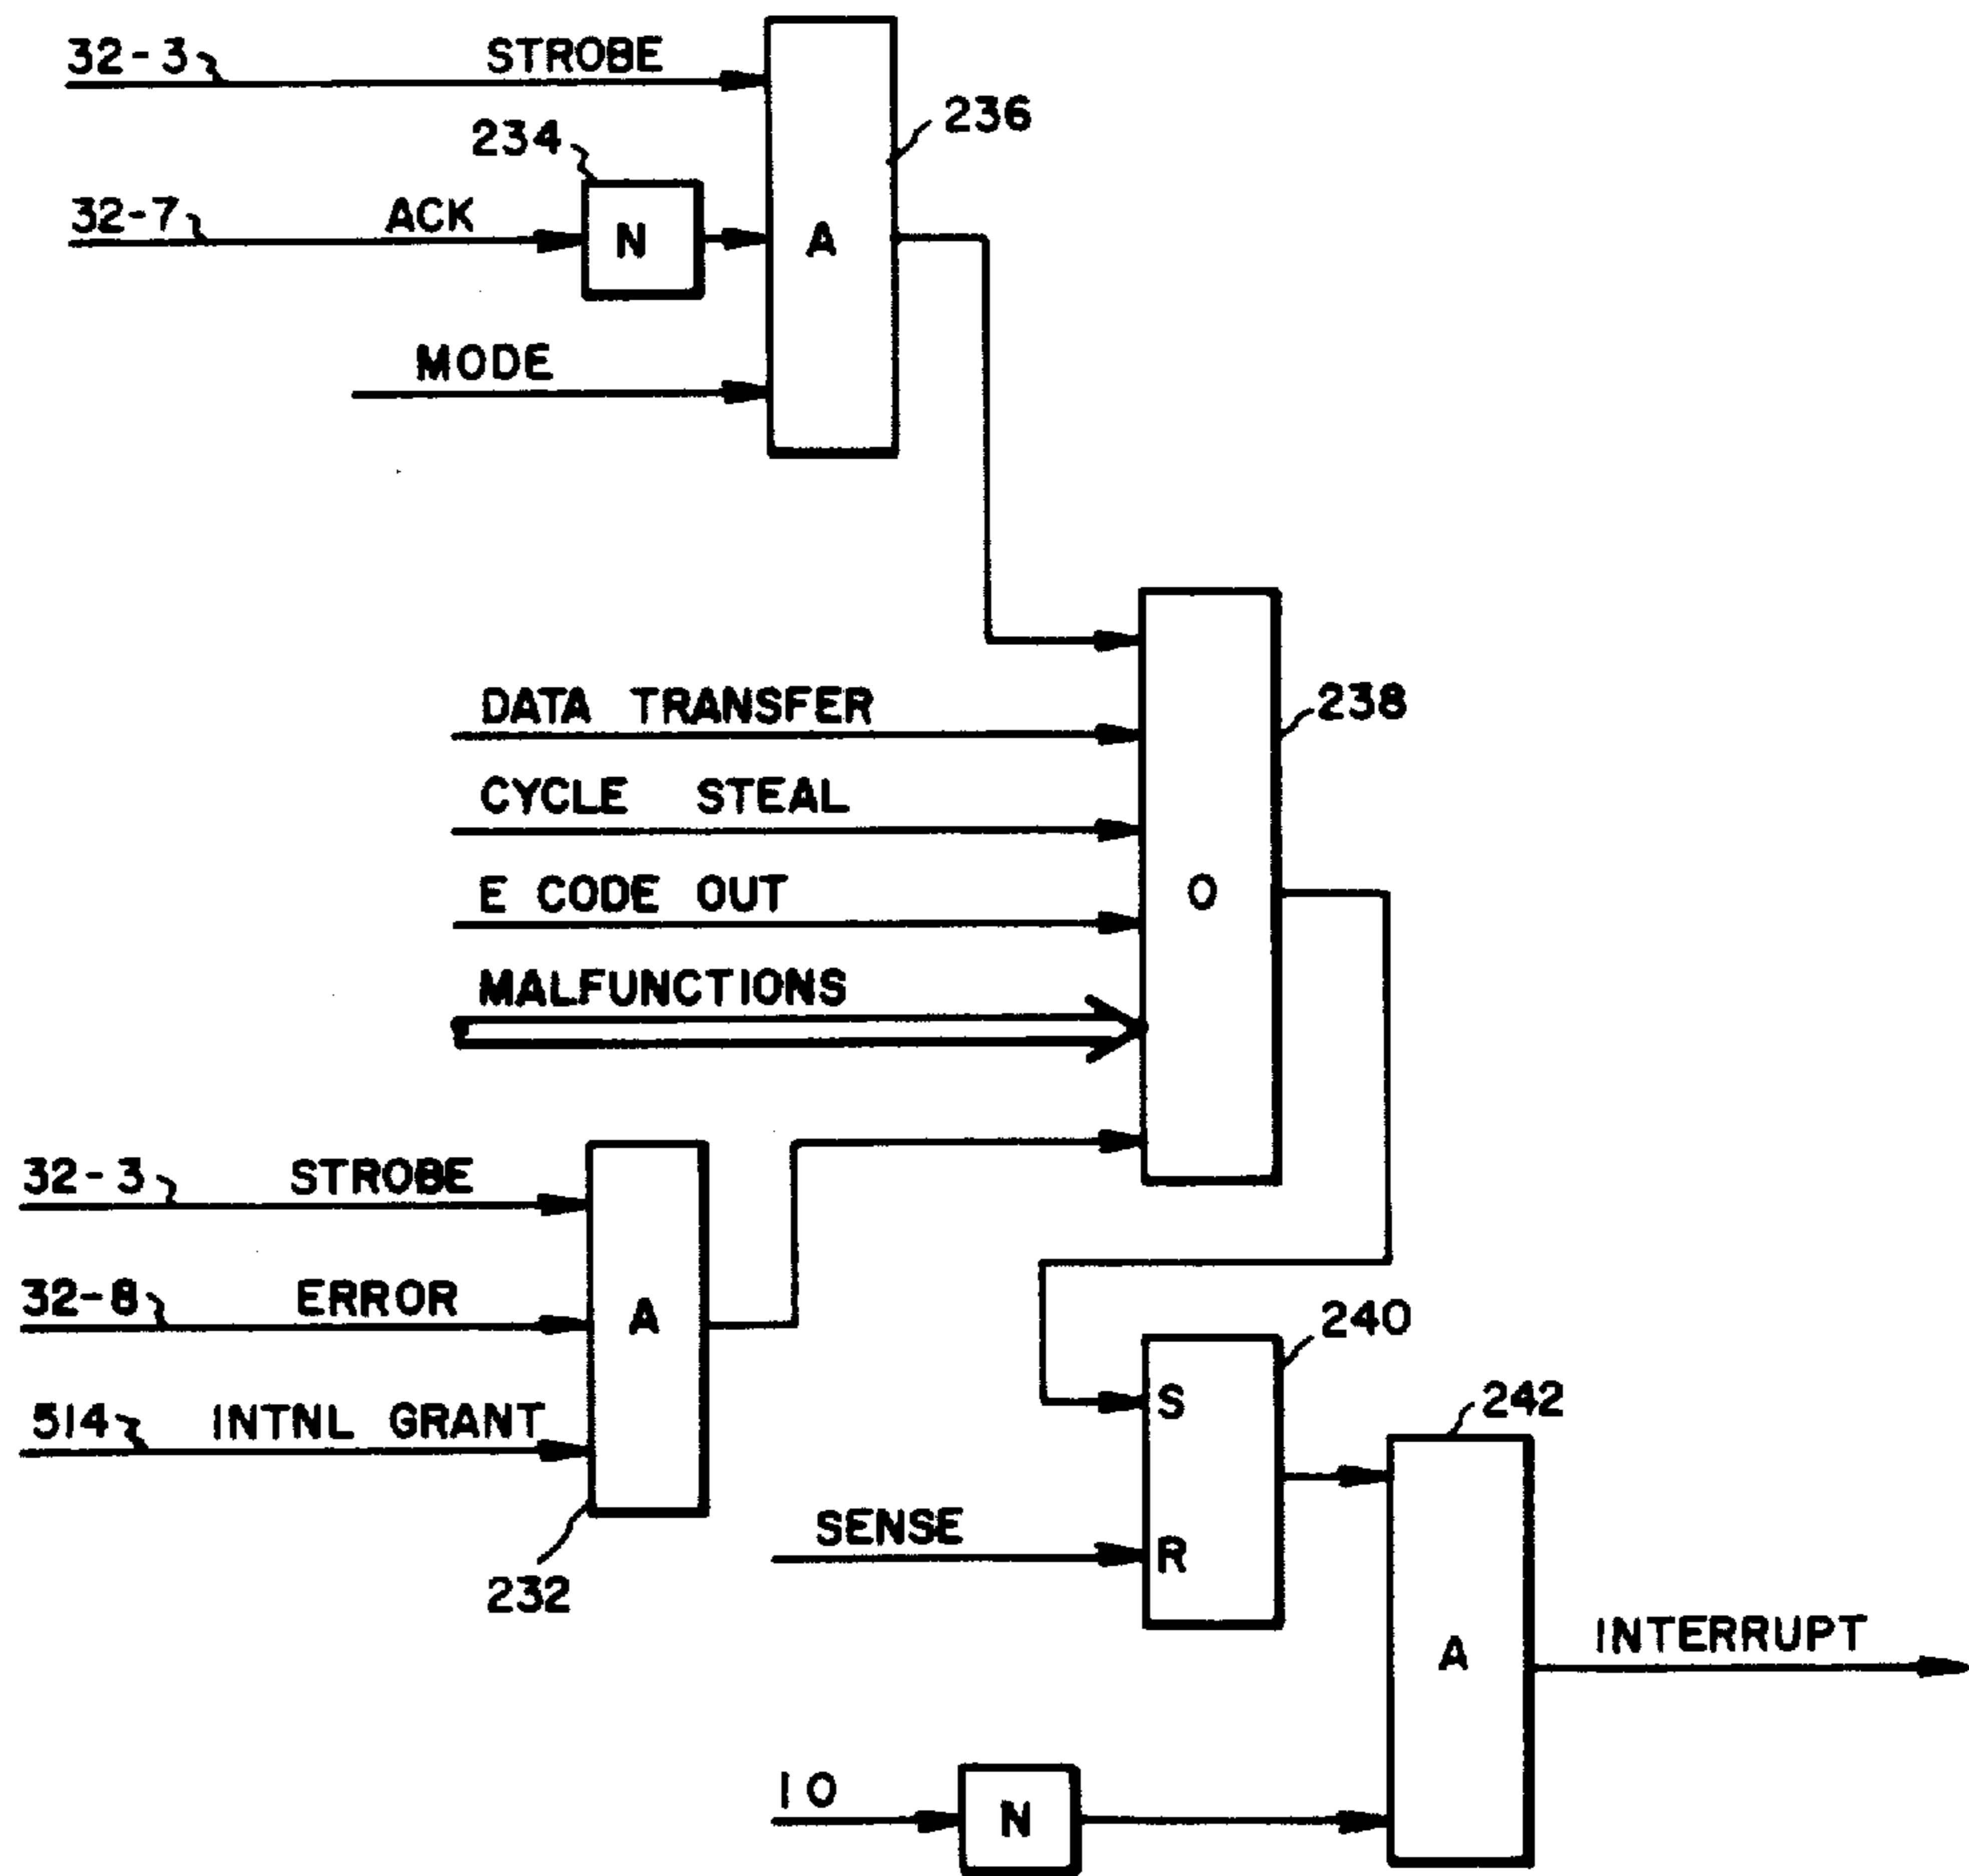 32-3 STROBE
236
234
32-7 ACK
N
A
MODE
DATA TRANSFER
238
CYCLE STEAL
E CODE OUT
O
MALFUNCTIONS
32-3 STROBE
32-8 ERROR
A
240
S
242
514 INTNL GRANT
SENSE
R
232
INTERRUPT
A
IO
N